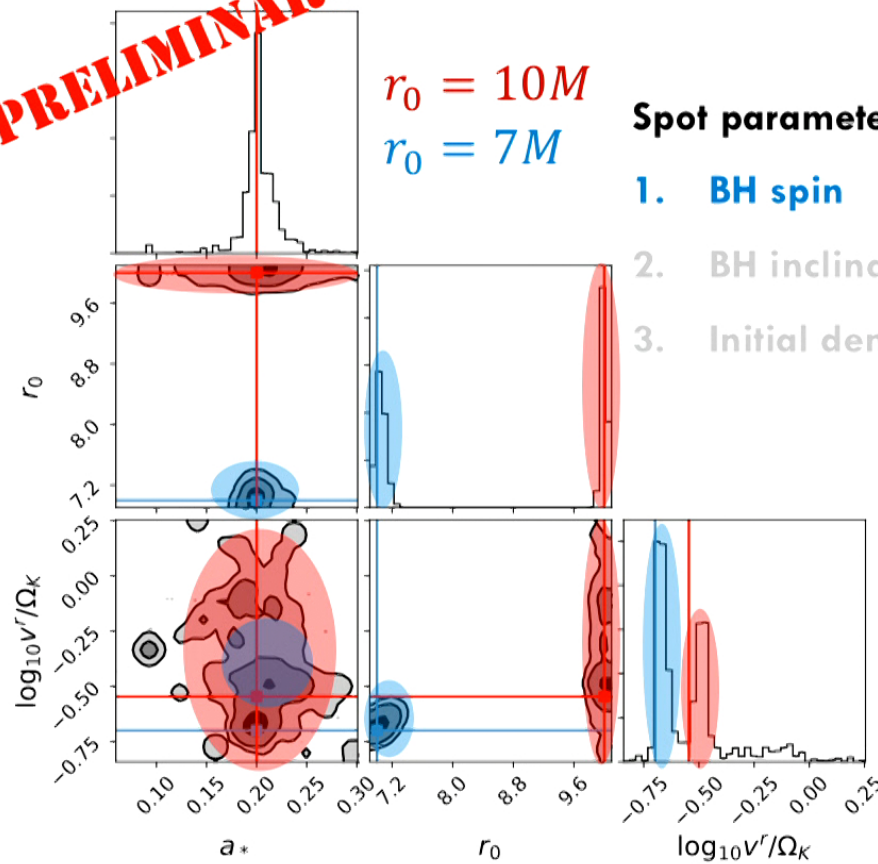 PRELIMINAR
r₀ = 10M
r₀ = 7M
Spot paramete
1. BH spin
2. BH inclina
3. Initial den
r₀
9.6
8.8
8.0
7.2
log₁₀vʳ/Ω_K
0.25
0.00
−0.25
−0.50
−0.75
0.10 0.15 0.20 0.25 0.30
a*
7.2 8.0 8.8 9.6
r₀
−0.75 −0.50 −0.25 0.00 0.25
log₁₀vʳ/Ω_K